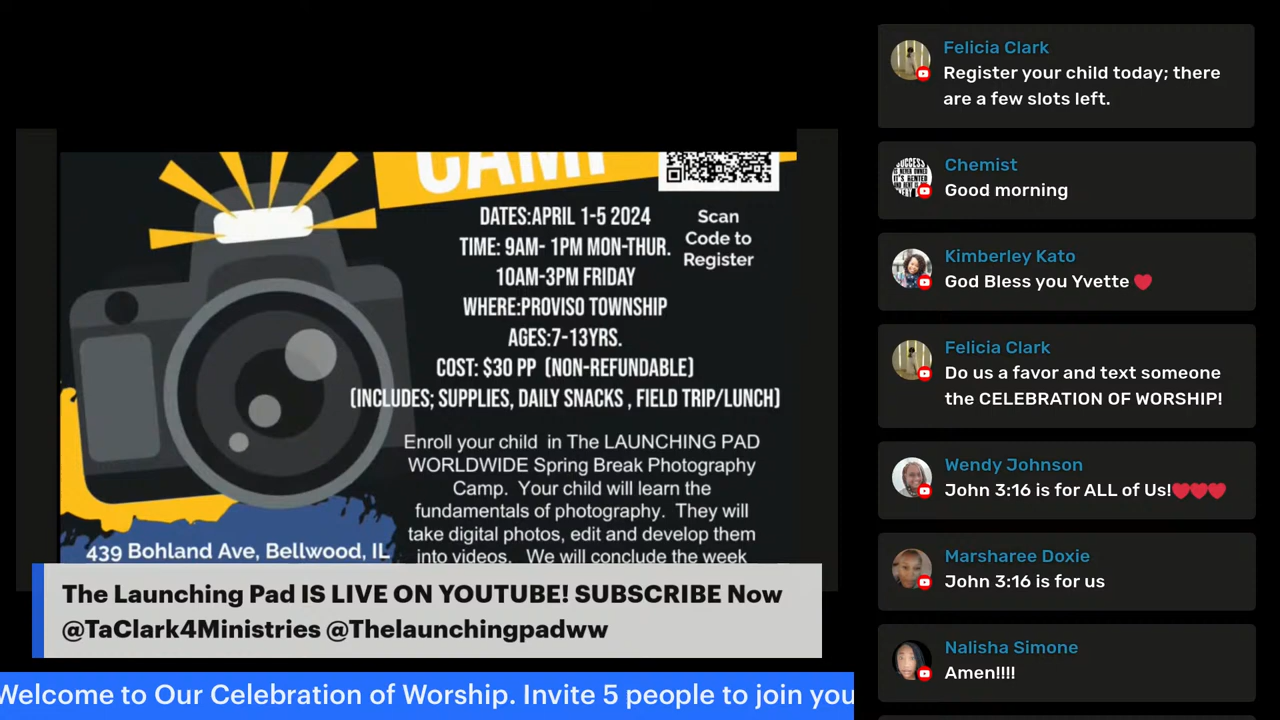 CAMP
DATES:APRIL 1-5 2024
TIME: 9AM- 1PM MON-THUR.
10AM-3PM FRIDAY
WHERE:PROVISO TOWNSHIP
AGES:7-13YRS.
COST: $30 PP (NON-REFUNDABLE)
(INCLUDES; SUPPLIES, DAILY SNACKS , FIELD TRIP/LUNCH)
Scan
Code to
Register
Enroll your child in The LAUNCHING PAD
WORLDWIDE Spring Break Photography
Camp. Your child will learn the
fundamentals of photography. They will
take digital photos, edit and develop them
into videos. We will conclude the week
439 Bohland Ave, Bellwood, IL
The Launching Pad IS LIVE ON YOUTUBE! SUBSCRIBE Now
@TaClark4Ministries @Thelaunchingpadww
Welcome to Our Celebration of Worship. Invite 5 people to join you
Felicia Clark
Register your child today; there
are a few slots left.
Chemist
Good morning
Kimberley Kato
God Bless you Yvette ❤️
Felicia Clark
Do us a favor and text someone
the CELEBRATION OF WORSHIP!
Wendy Johnson
John 3:16 is for ALL of Us!❤️❤️❤️
Marsharee Doxie
John 3:16 is for us
Nalisha Simone
Amen!!!!